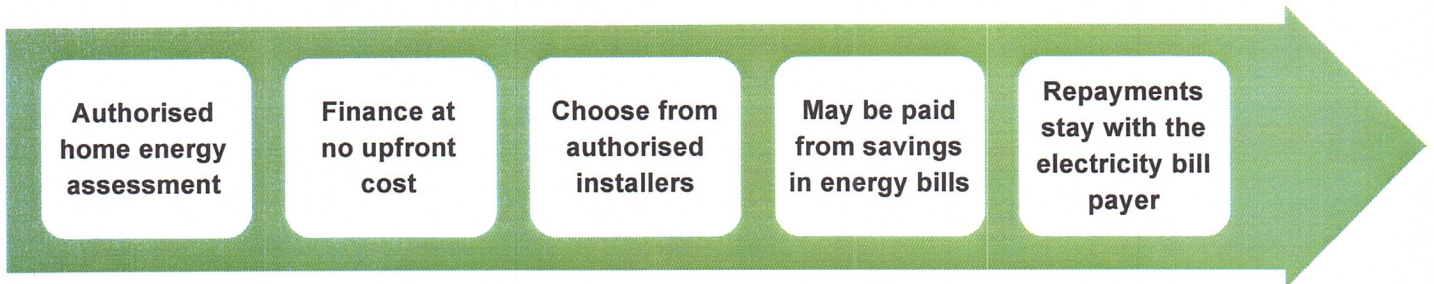 Authorised
home energy
assessment
Finance at
no upfront
cost
Choose from
authorised
installers
May be paid
from savings
in energy bills
Repayments
stay with the
electricity bill
payer